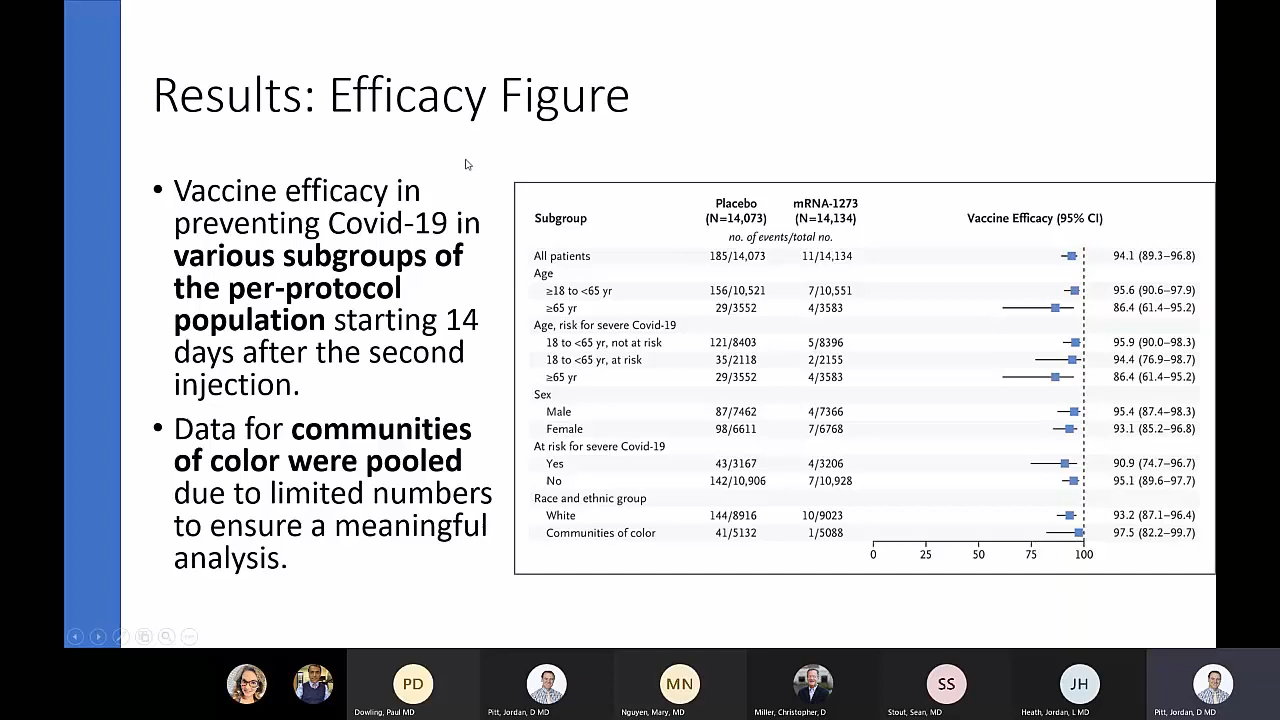 Results: Efficacy Figure
• Vaccine efficacy in
preventing Covid-19 in
various subgroups of
the per-protocol
population starting 14
days after the second
injection.
• Data for communities
of color were pooled
due to limited numbers
to ensure a meaningful
analysis.
Subgroup Placebo (N=14,073) mRNA-1273 (N=14,134) Vaccine Efficacy (95% CI)
no. of events/total no.
All patients 185/14,073 11/14,134 94.1 (89.3–96.8)
Age
≥18 to <65 yr 156/10,521 7/10,551 95.6 (90.6–97.9)
≥65 yr 29/3552 4/3583 86.4 (61.4–95.2)
Age, risk for severe Covid-19
18 to <65 yr, not at risk 121/8403 5/8396 95.9 (90.0–98.3)
18 to <65 yr, at risk 35/2118 2/2155 94.4 (76.9–98.7)
≥65 yr 29/3552 4/3583 86.4 (61.4–95.2)
Sex
Male 87/7462 4/7366 95.4 (87.4–98.3)
Female 98/6611 7/6768 93.1 (85.2–96.8)
At risk for severe Covid-19
Yes 43/3167 4/3206 90.9 (74.7–96.7)
No 142/10,906 7/10,928 95.1 (89.6–97.7)
Race and ethnic group
White 144/8916 10/9023 93.2 (87.1–96.4)
Communities of color 41/5132 1/5088 97.5 (82.2–99.7)
0 25 50 75 100
PD MN SS JH
Dowling, Paul MD
Pitt, Jordan, D MD
Nguyen, Mary, MD
Miller, Christopher, D
Stout, Sean, MD
Heath, Jordan, L MD
Pitt, Jordan, D MD